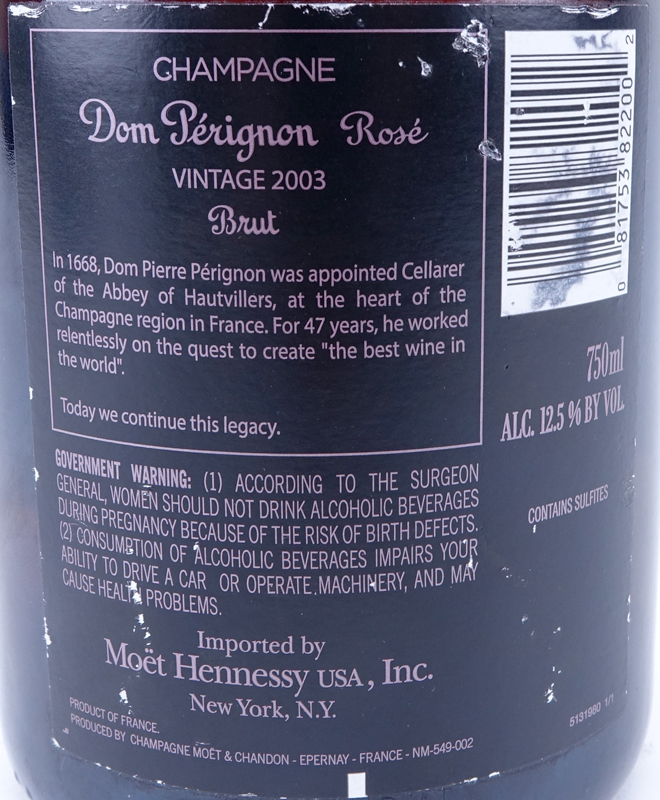 CHAMPAGNE
Dom Pérignon Rosé
VINTAGE 2003
Brut
In 1668, Dom Pierre Pérignon was appointed Cellarer
of the Abbey of Hautvillers, at the heart of the
Champagne region in France. For 47 years, he worked
relentlessly on the quest to create "the best wine in
the world".
Today we continue this legacy.
GOVERNMENT WARNING: (1) ACCORDING TO THE SURGEON
GENERAL, WOMEN SHOULD NOT DRINK ALCOHOLIC BEVERAGES
DURING PREGNANCY BECAUSE OF THE RISK OF BIRTH DEFECTS.
(2) CONSUMPTION OF ALCOHOLIC BEVERAGES IMPAIRS YOUR
ABILITY TO DRIVE A CAR OR OPERATE MACHINERY, AND MAY
CAUSE HEALTH PROBLEMS.
Imported by
Moët Hennessy USA, Inc.
New York, N.Y.
PRODUCT OF FRANCE.
PRODUCED BY CHAMPAGNE MOËT & CHANDON - EPERNAY - FRANCE - NM-549-002
0 81753 82200 2
750ml
ALC. 12.5 % BY VOL.
CONTAINS SULFITES
5131980 1/1